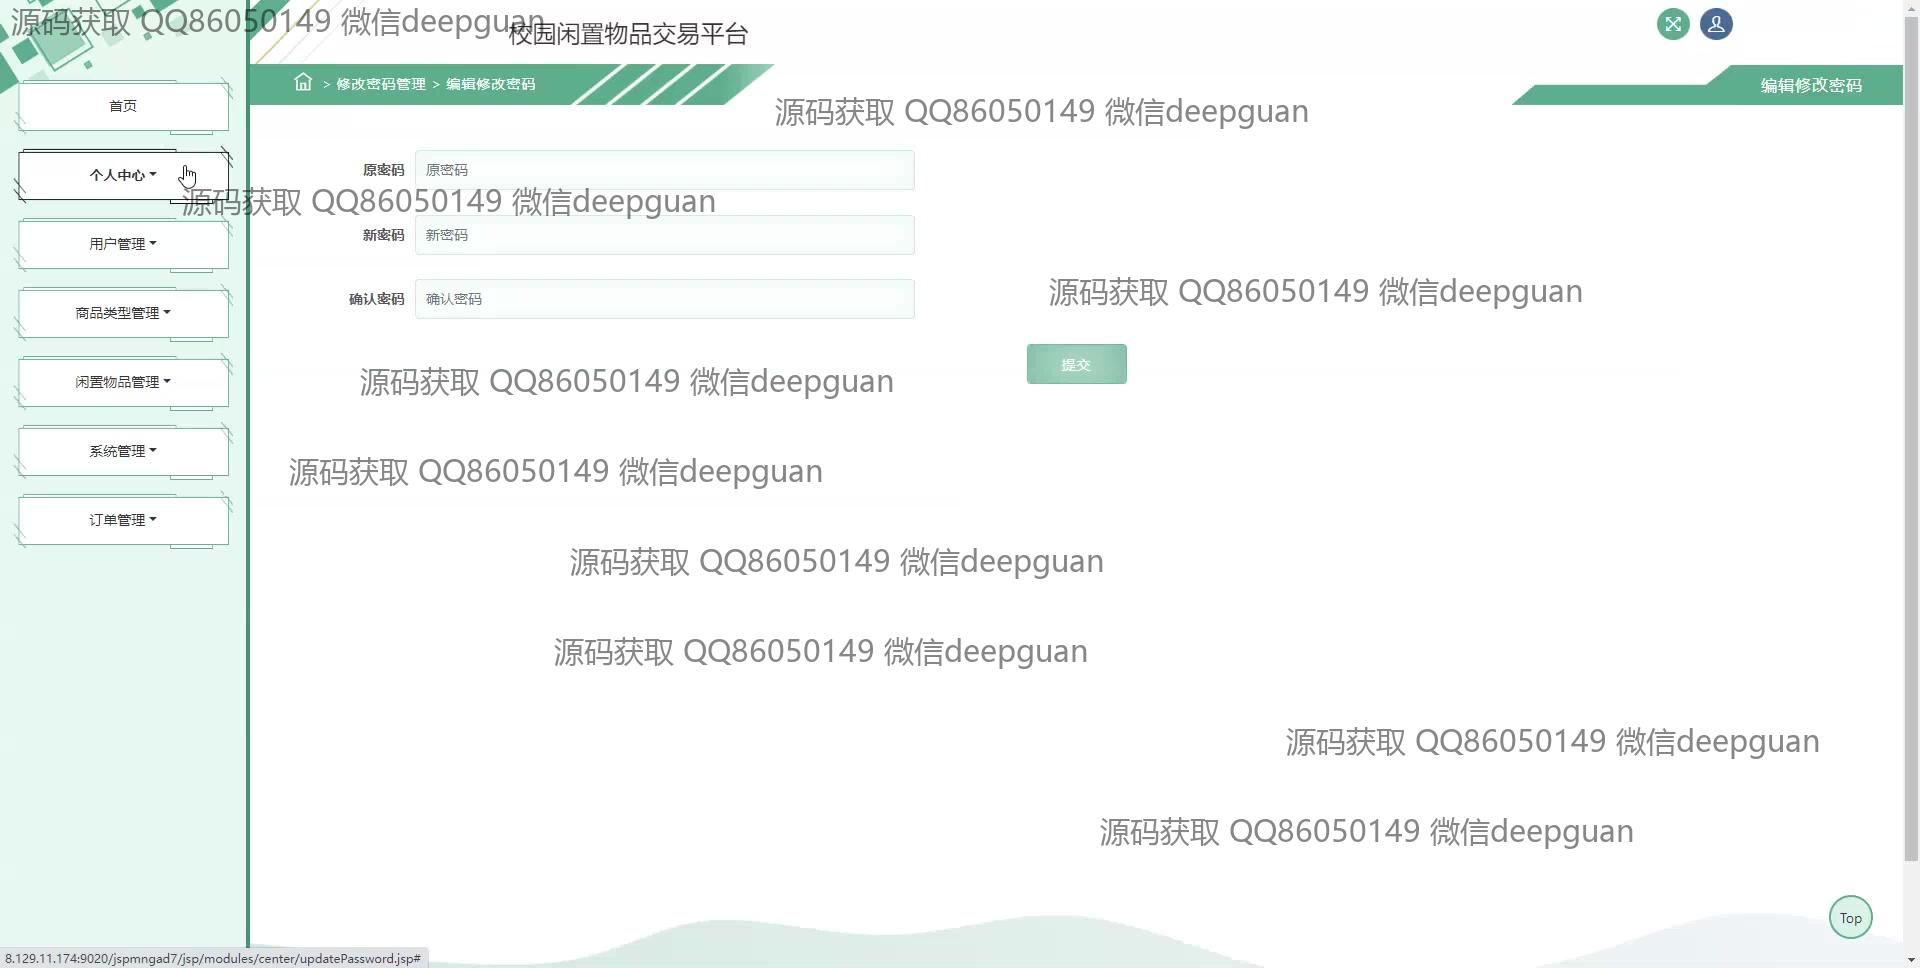 源码获取 QQ86050149 微信deepguan
校园闲置物品交易平台
> 修改密码管理 > 编辑修改密码
编辑修改密码
源码获取 QQ86050149 微信deepguan
首页
个人中心
原密码 原密码
源码获取 QQ86050149 微信deepguan
用户管理
新密码 新密码
源码获取 QQ86050149 微信deepguan
确认密码 确认密码
商品类型管理
提交
闲置物品管理
源码获取 QQ86050149 微信deepguan
系统管理
源码获取 QQ86050149 微信deepguan
订单管理
源码获取 QQ86050149 微信deepguan
源码获取 QQ86050149 微信deepguan
源码获取 QQ86050149 微信deepguan
源码获取 QQ86050149 微信deepguan
Top
8.129.11.174:9020/jspmngad7/jsp/modules/center/updatePassword.jsp#